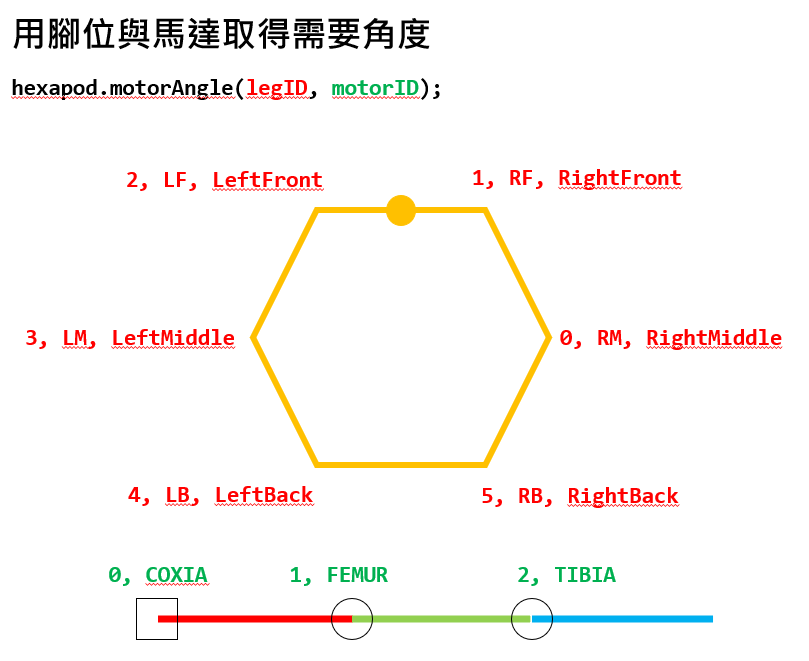 用腳位與馬達取得需要角度
hexapod.motorAngle(legID, motorID);
2, LF, LeftFront
1, RF, RightFront
3, LM, LeftMiddle
0, RM, RightMiddle
4, LB, LeftBack
5, RB, RightBack
0, COXIA
1, FEMUR
2, TIBIA